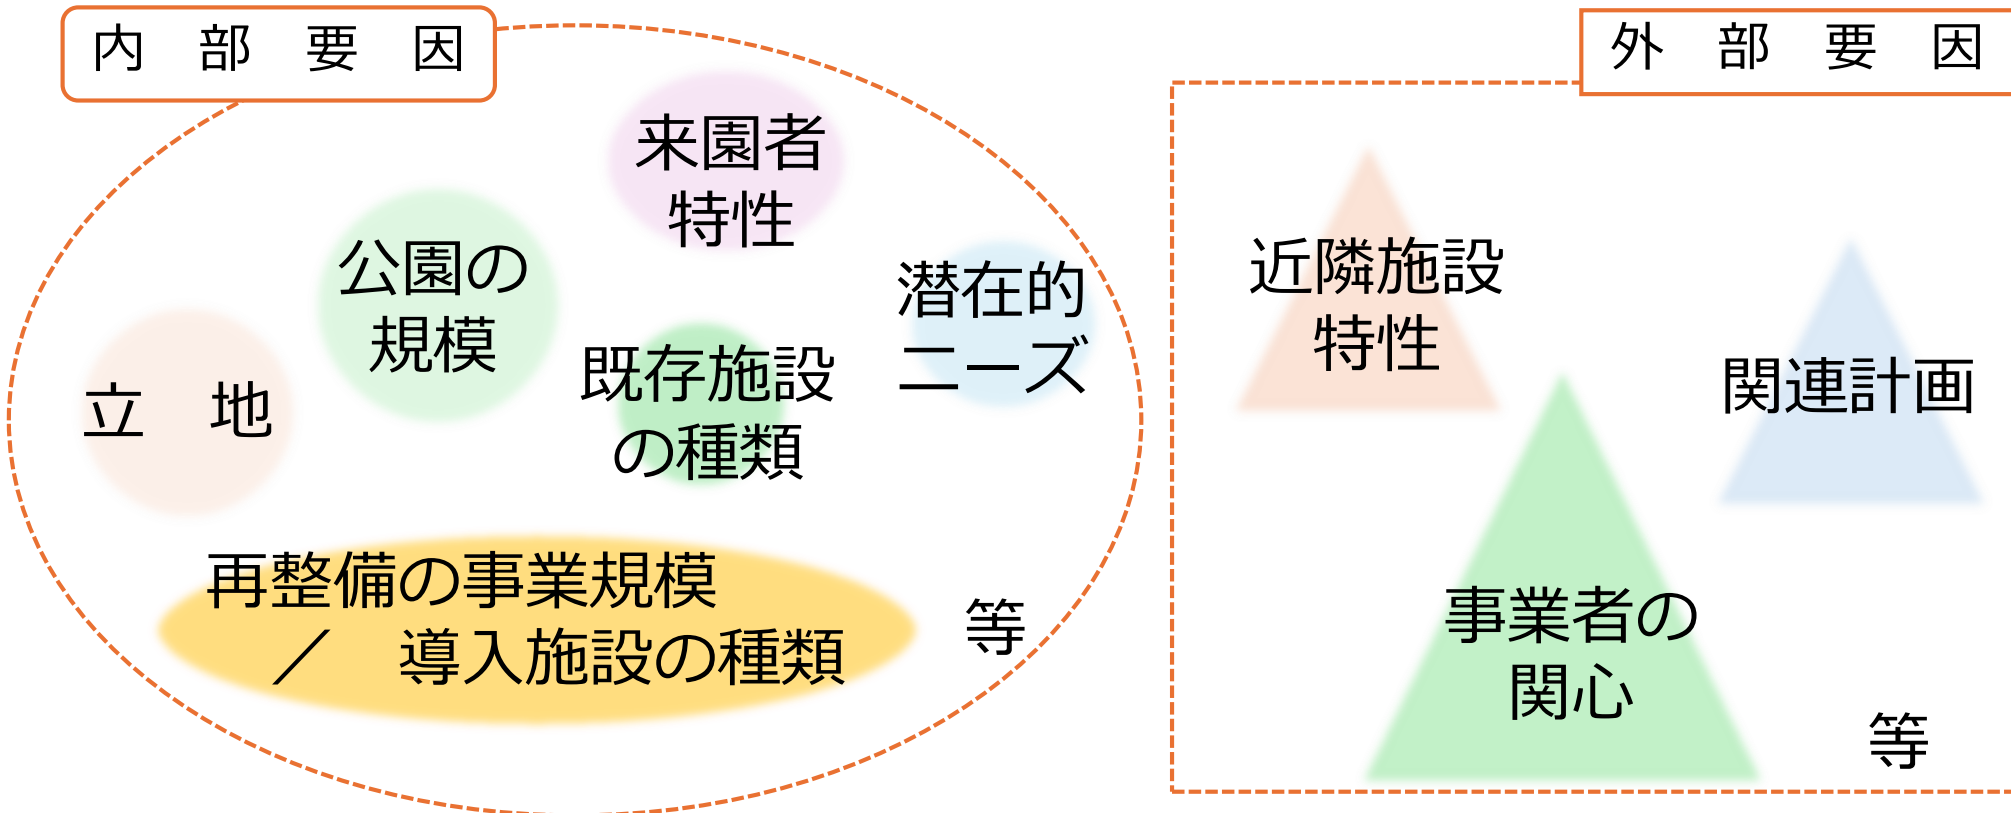 内　部　要　因
来園者
特性
公園の
規模
潜在的
ニーズ
既存施設
の種類
立　地
再整備の事業規模
／　導入施設の種類
等
外　部　要　因
近隣施設
特性
関連計画
事業者の
関心
等